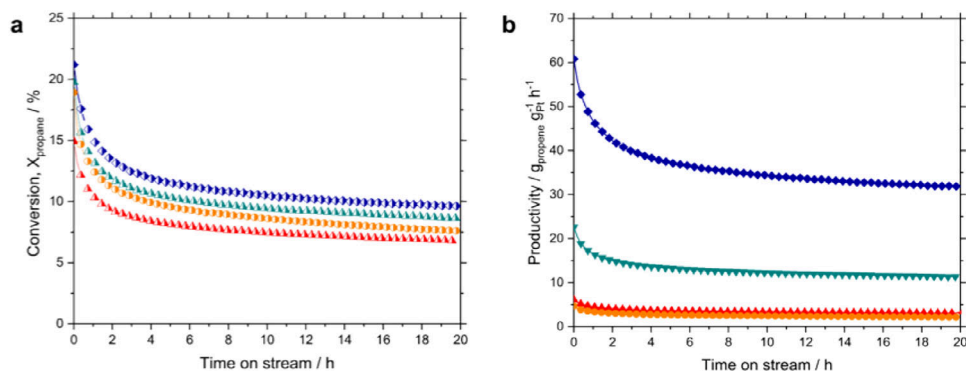 a
Conversion, X_propane / %
25
20
15
10
5
0
0 2 4 6 8 10 12 14 16 18 20
Time on stream / h
b
Productivity / g_propene g_Pt^-1 h^-1
70
60
50
40
30
20
10
0
0 2 4 6 8 10 12 14 16 18 20
Time on stream / h